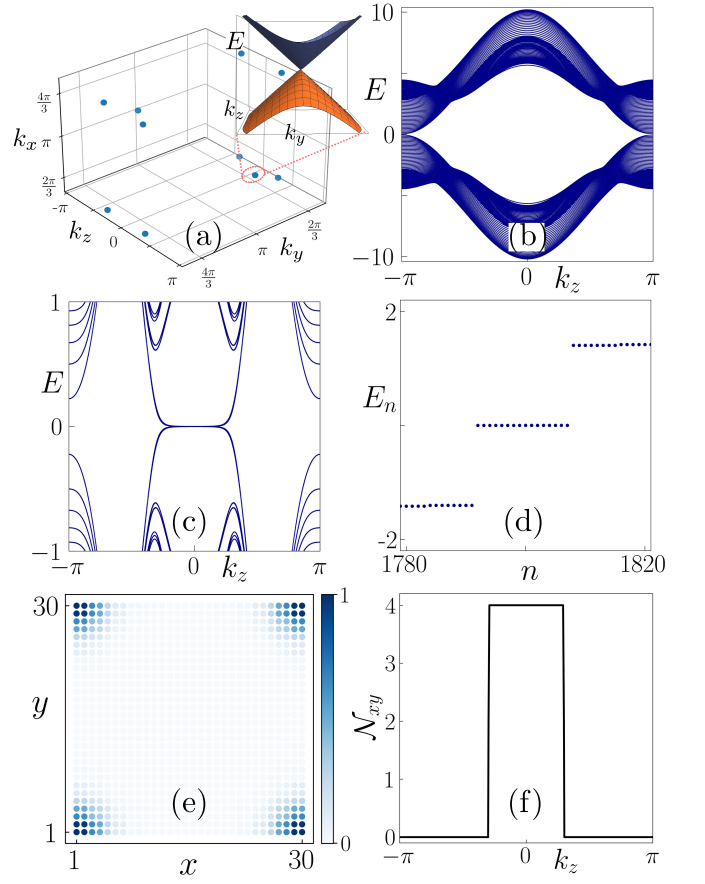 E
k_z
k_y
4π/3
k_x π
2π/3
-π
k_z 0
π
(a)
2π/3
π k_y
4π/3
10
E
0
−10
−π 0 k_z π
(b)
1
E
0
−1
−π 0 k_z π
(c)
2
E_n
-2
1780 n 1820
(d)
30
y
1
1 x 30
(e)
1
0
4
3
𝒩_xy
2
1
0
−π 0 k_z π
(f)